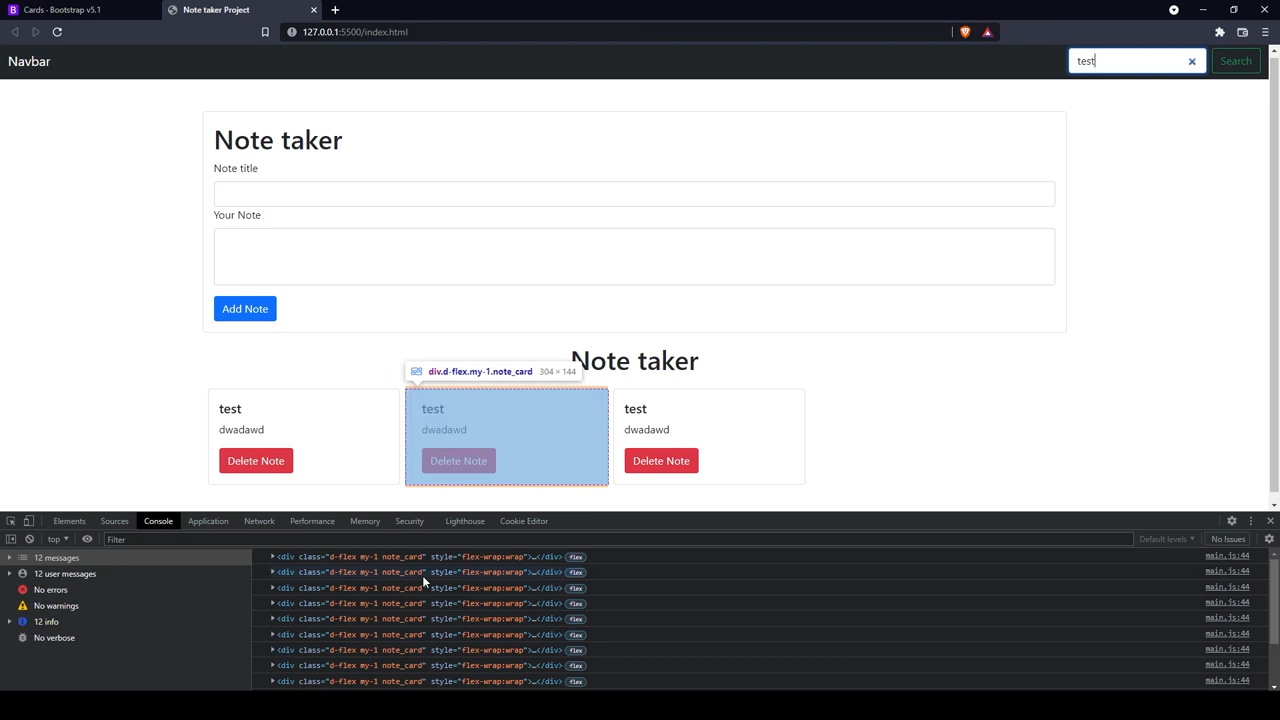 Cards · Bootstrap v5.1
Note taker Project
127.0.0.1:5500/index.html
Navbar
test
Search
Note taker
Note title
Your Note
Add Note
Note taker
div.d-flex.my-1.note_card 304 × 144
test test test
dwadawd dwadawd dwadawd
Delete Note Delete Note Delete Note
Elements Sources Console Application Network Performance Memory Security Lighthouse Cookie Editor
top Filter Default levels No Issues
12 messages
12 user messages
No errors
No warnings
12 info
No verbose
<div class="d-flex my-1 note_card" style="flex-wrap:wrap">…</div> flex main.js:44
<div class="d-flex my-1 note_card" style="flex-wrap:wrap">…</div> flex main.js:44
<div class="d-flex my-1 note_card" style="flex-wrap:wrap">…</div> flex main.js:44
<div class="d-flex my-1 note_card" style="flex-wrap:wrap">…</div> flex main.js:44
<div class="d-flex my-1 note_card" style="flex-wrap:wrap">…</div> flex main.js:44
<div class="d-flex my-1 note_card" style="flex-wrap:wrap">…</div> flex main.js:44
<div class="d-flex my-1 note_card" style="flex-wrap:wrap">…</div> flex main.js:44
<div class="d-flex my-1 note_card" style="flex-wrap:wrap">…</div> flex main.js:44
<div class="d-flex my-1 note_card" style="flex-wrap:wrap">…</div> flex main.js:44